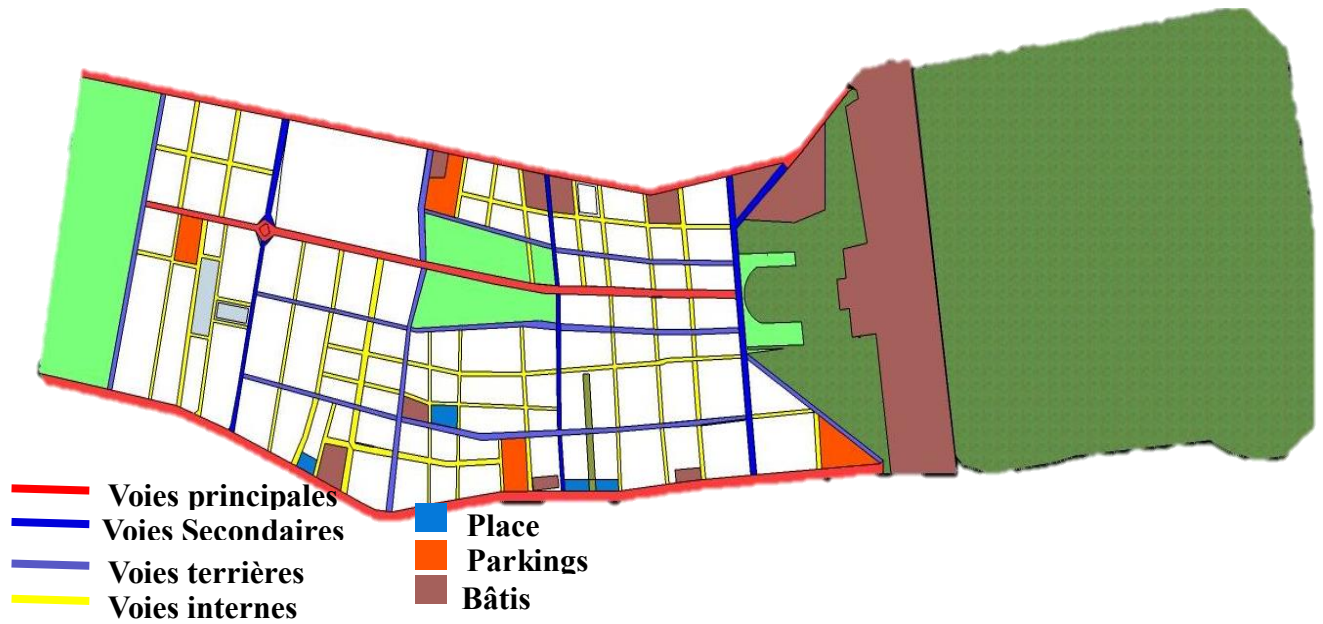 Voies principales
Voies Secondaires
Voies terrières
Voies internes
Place
Parkings
Bâtis